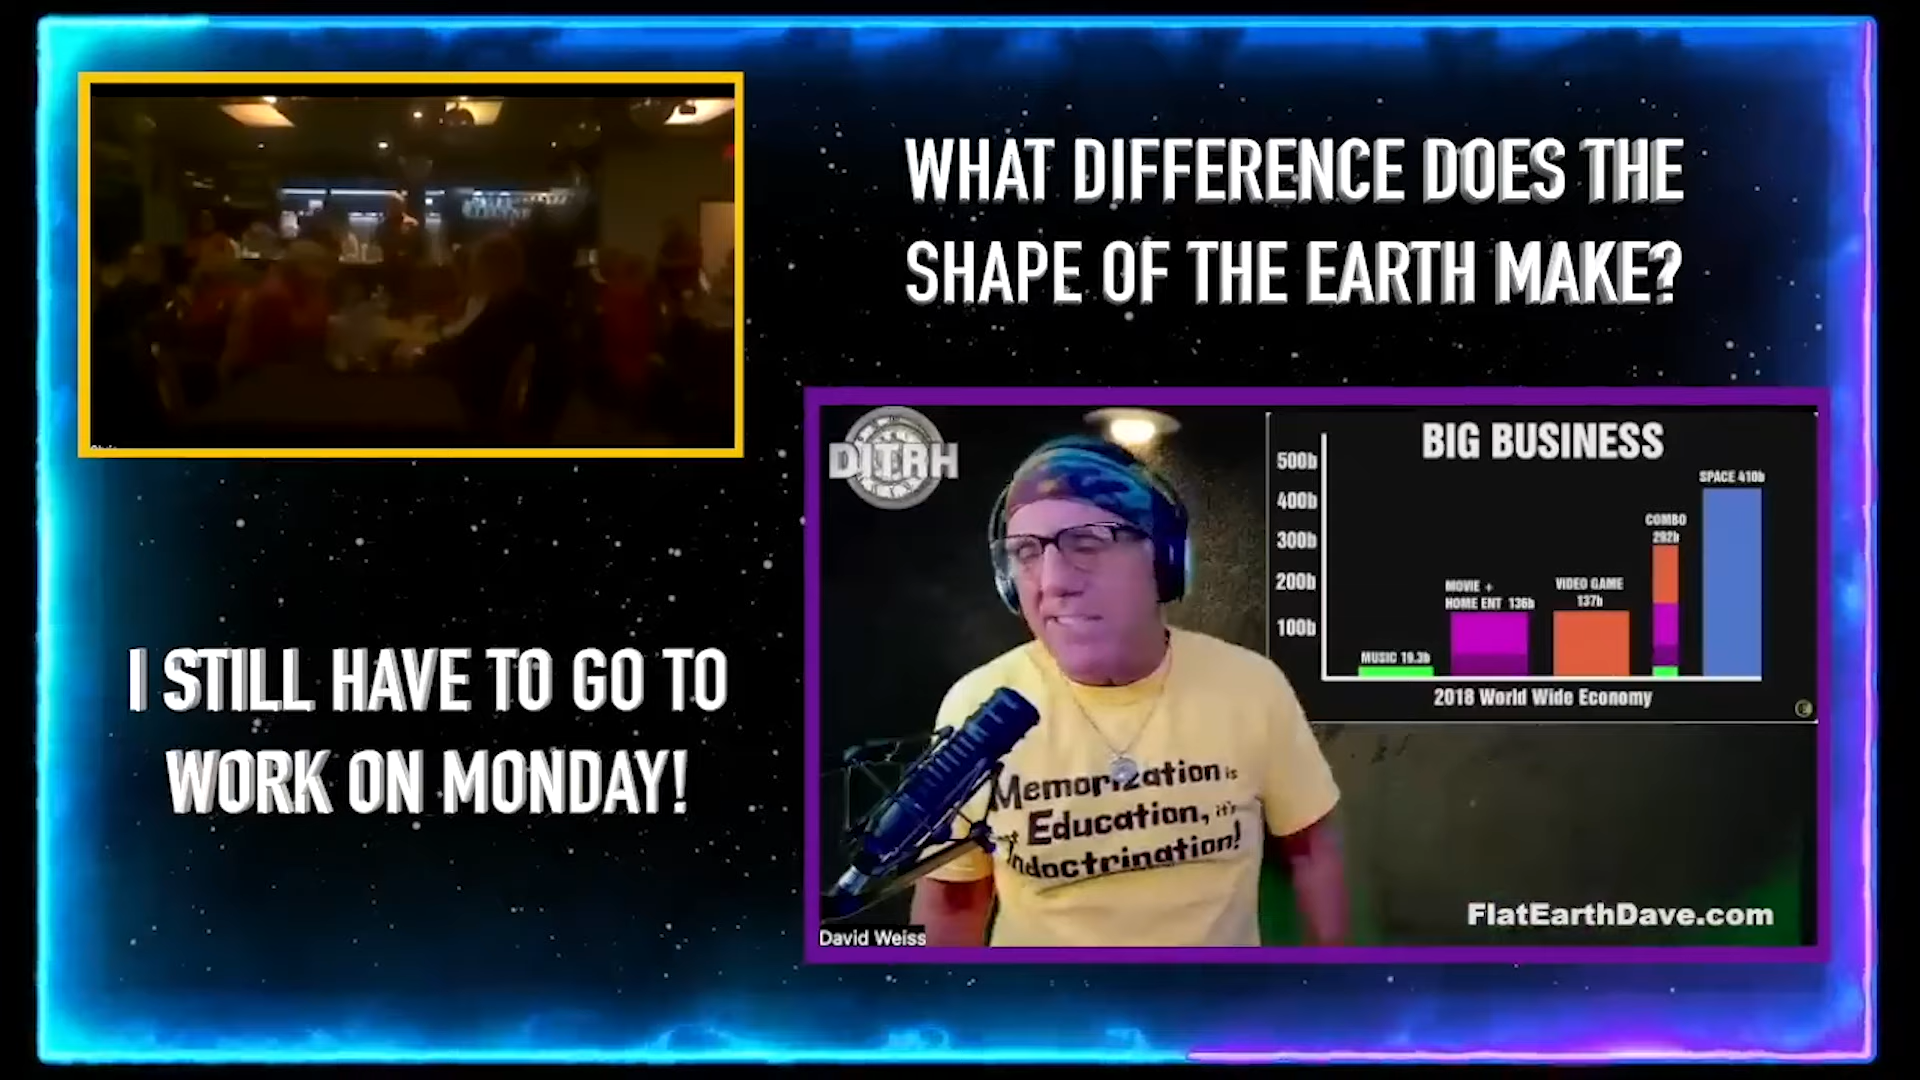 WHAT DIFFERENCE DOES THE
SHAPE OF THE EARTH MAKE?
I STILL HAVE TO GO TO
WORK ON MONDAY!
DITRH
BIG BUSINESS
500b
400b
300b
200b
100b
MUSIC 19.3b
MOVIE +
HOME ENT 136b
VIDEO GAME
137b
COMBO
292b
SPACE 410b
2018 World Wide Economy
Memorization is
Education, it's
Indoctrination!
FlatEarthDave.com
David Weiss